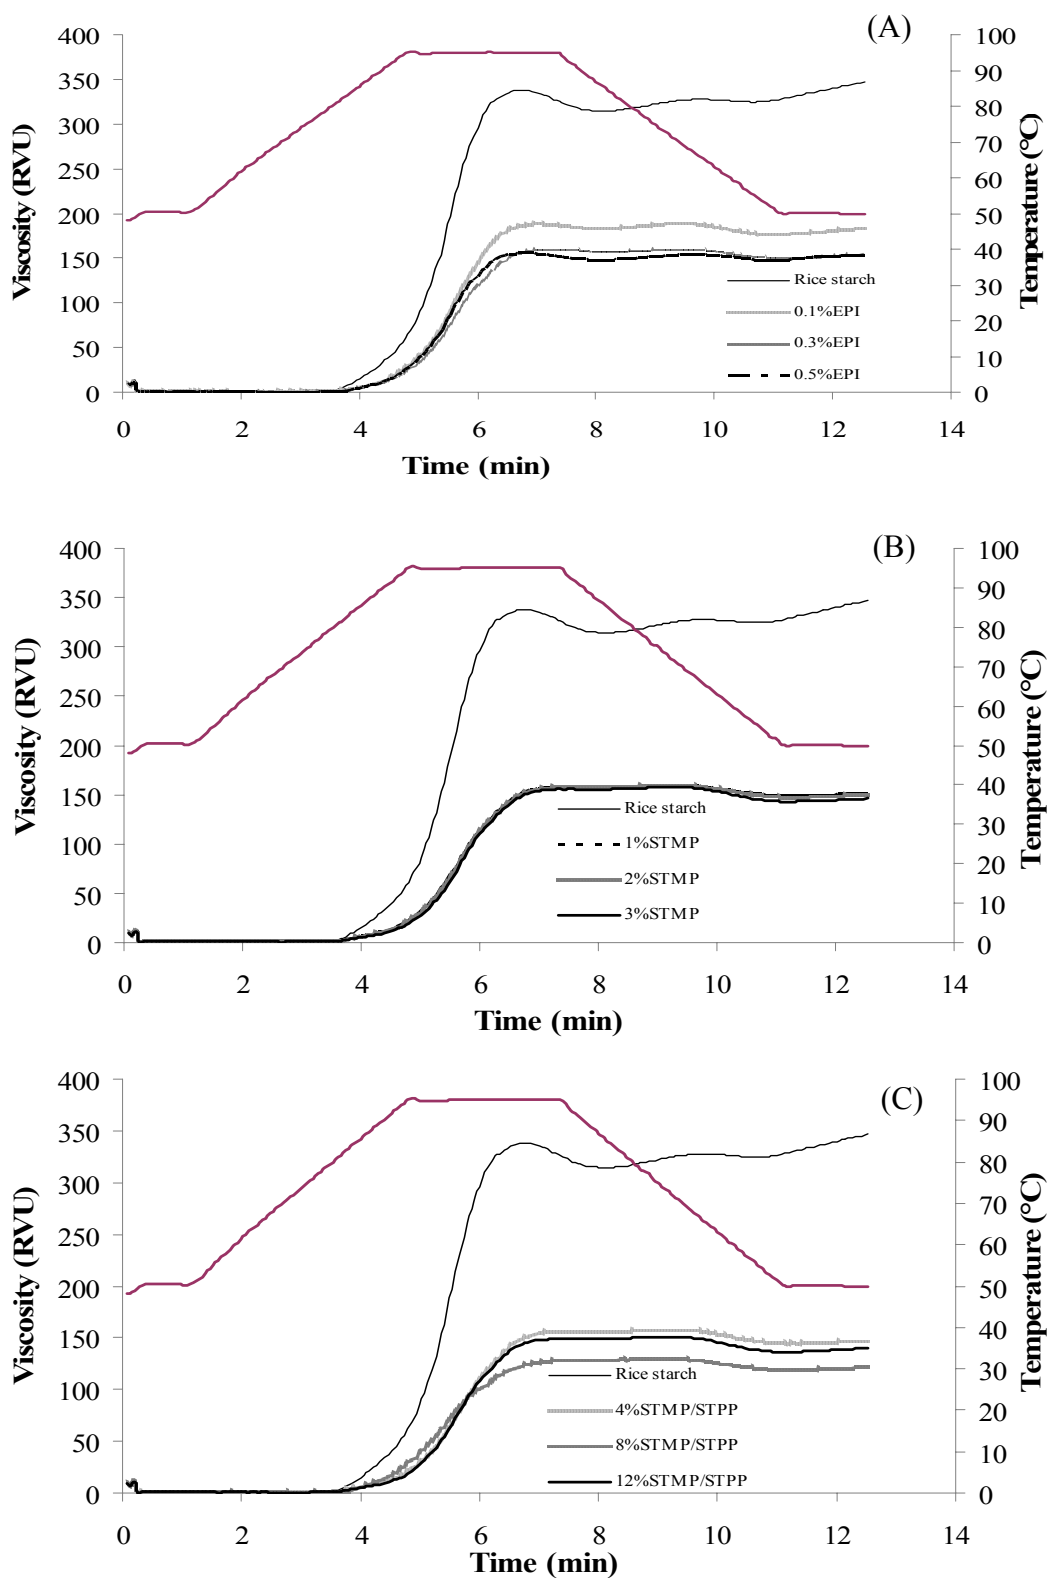 (A)
400
350
300
250
200
150
100
50
0
Viscosity (RVU)
100
90
80
70
60
50
40
30
20
10
0
Temperature (°C)
Rice starch
0.1%EPI
0.3%EPI
0.5%EPI
0 2 4 6 8 10 12 14
Time (min)
(B)
400
350
300
250
200
150
100
50
0
Viscosity (RVU)
100
90
80
70
60
50
40
30
20
10
0
Temperature (°C)
Rice starch
1%STMP
2%STMP
3%STMP
0 2 4 6 8 10 12 14
Time (min)
(C)
400
350
300
250
200
150
100
50
0
Viscosity (RVU)
100
90
80
70
60
50
40
30
20
10
0
Temperature (°C)
Rice starch
4%STMP/STPP
8%STMP/STPP
12%STMP/STPP
0 2 4 6 8 10 12 14
Time (min)